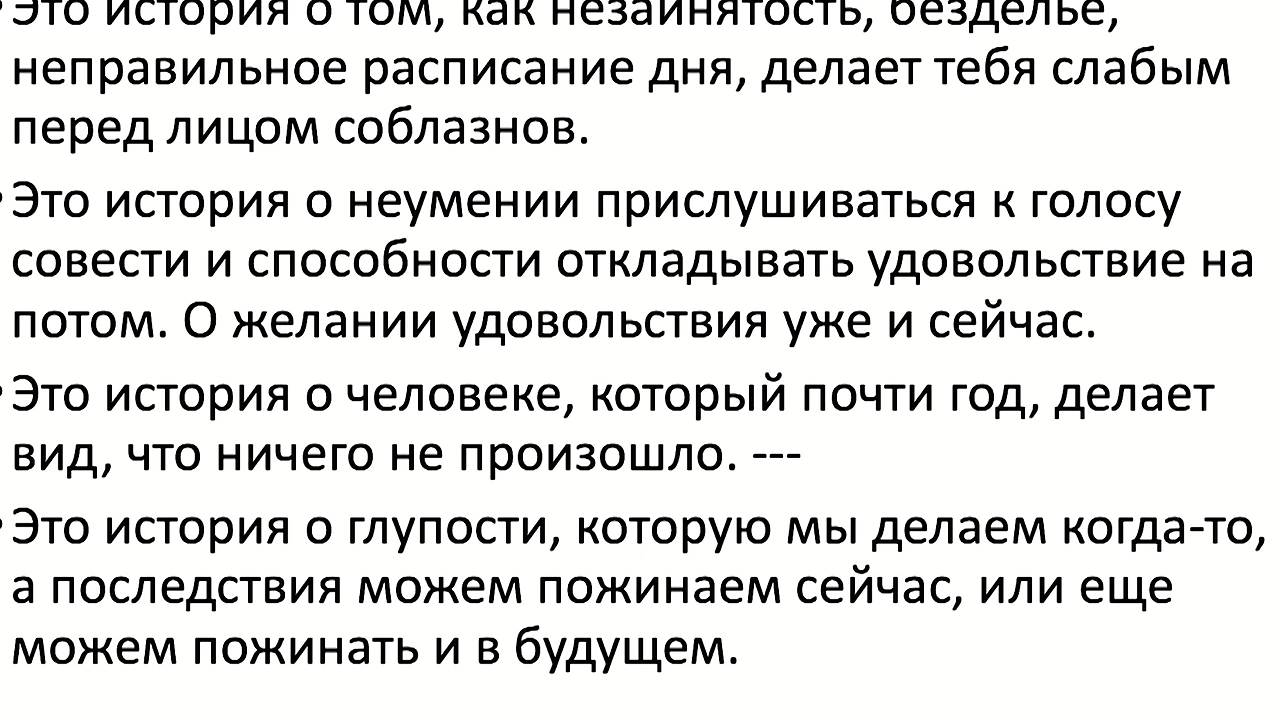 • Это история о том, как незаинятость, безделье,
неправильное расписание дня, делает тебя слабым
перед лицом соблазнов.
• Это история о неумении прислушиваться к голосу
совести и способности откладывать удовольствие на
потом. О желании удовольствия уже и сейчас.
• Это история о человеке, который почти год, делает
вид, что ничего не произошло. ---
• Это история о глупости, которую мы делаем когда-то,
а последствия можем пожинаем сейчас, или еще
можем пожинать и в будущем.